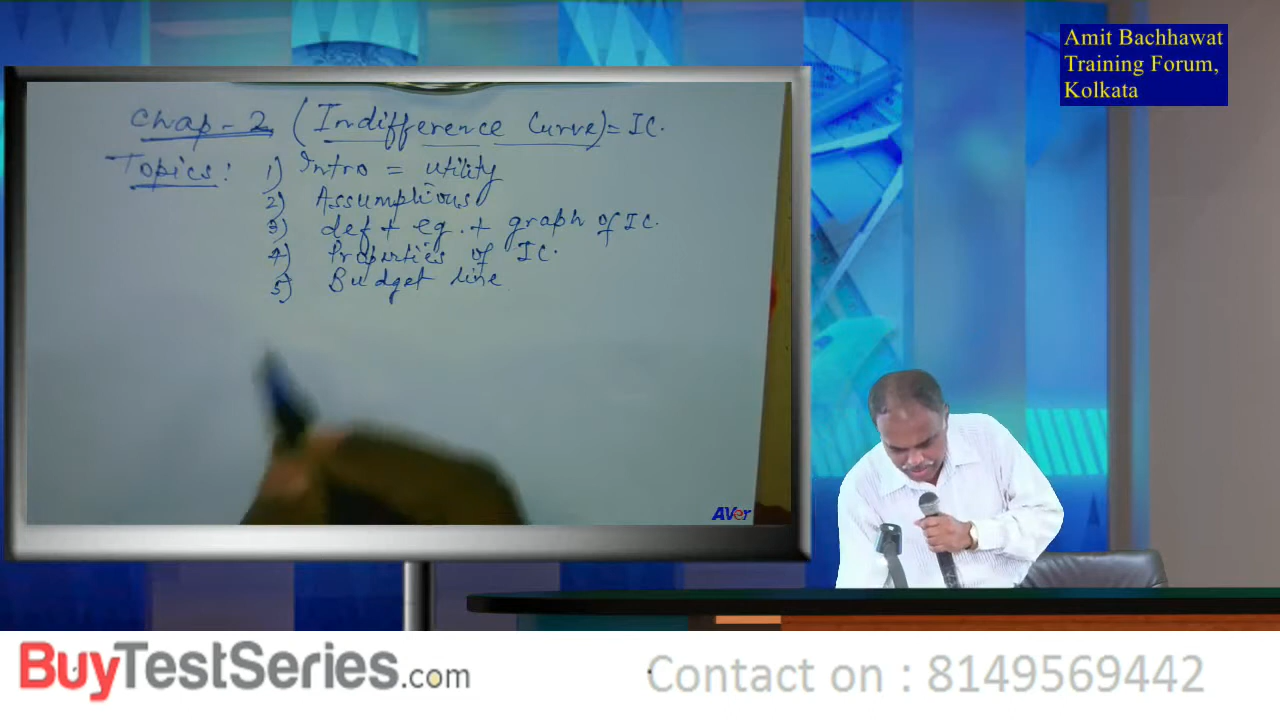 Amit Bachhawat
Training Forum,
Kolkata
Chap-2 (Indifference Curve) = IC.
Topics: 1) Intro = utility
2) Assumptions
3) def + eg. + graph of IC.
4) Properties of IC.
5) Budget line
AVer
BuyTestSeries.com
Contact on : 8149569442